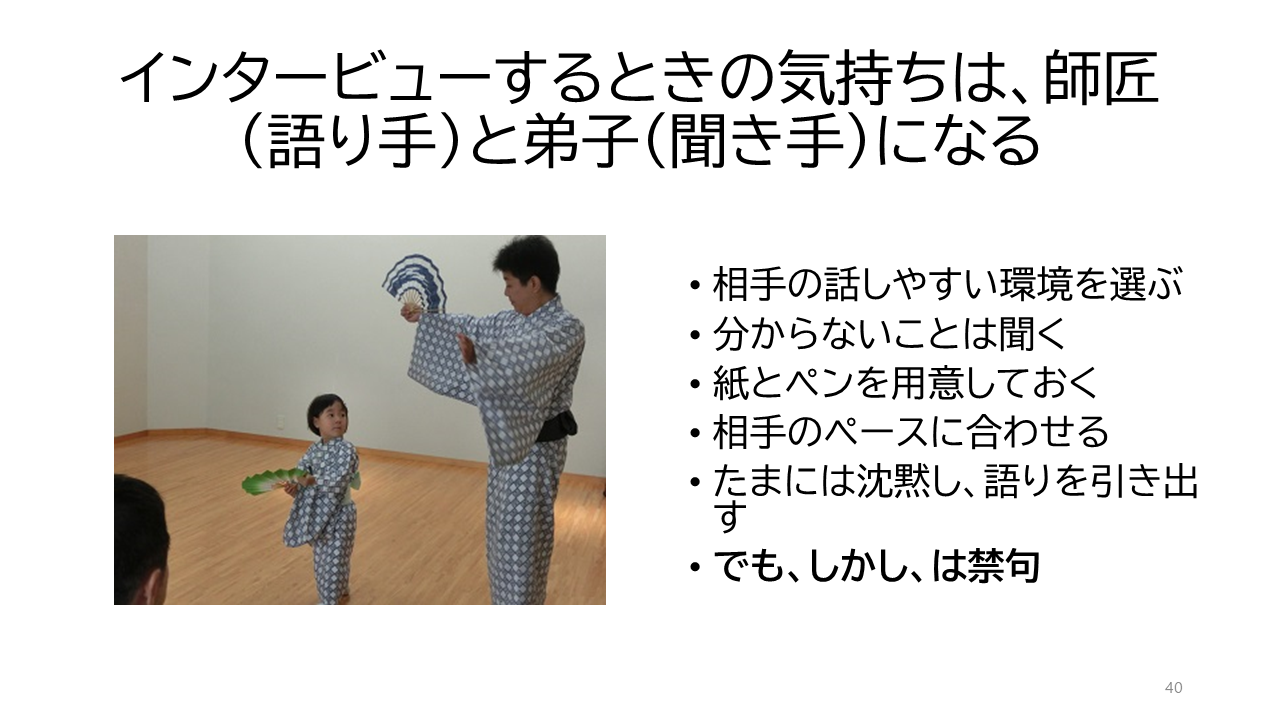 インタービューするときの気持ちは、師匠
（語り手）と弟子（聞き手）になる
• 相手の話しやすい環境を選ぶ
• 分からないことは聞く
• 紙とペンを用意しておく
• 相手のペースに合わせる
• たまには沈黙し、語りを引き出
す
• でも、しかし、は禁句
40